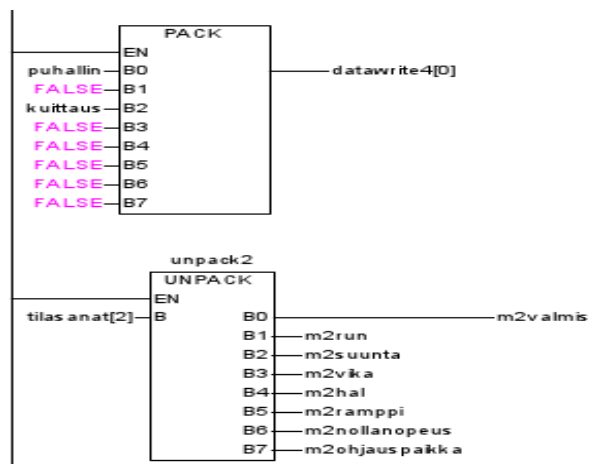 PACK
EN
puhallin B0 datawrite4[0]
FALSE B1
kuittaus B2
FALSE B3
FALSE B4
FALSE B5
FALSE B6
FALSE B7
unpack2
UNPACK
EN
tilasanat[2] B B0 m2valmis
B1 m2run
B2 m2suunta
B3 m2vika
B4 m2hal
B5 m2ramppi
B6 m2nollanopeus
B7 m2ohjauspaikka